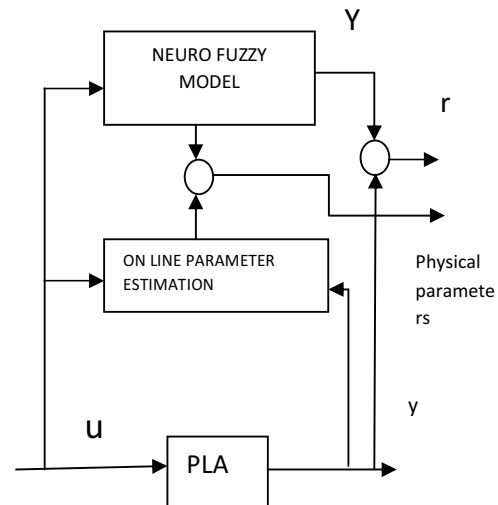 Y
NEURO FUZZY
MODEL
r
ON LINE PARAMETER
ESTIMATION
Physical
paramete
rs
y
u
PLA